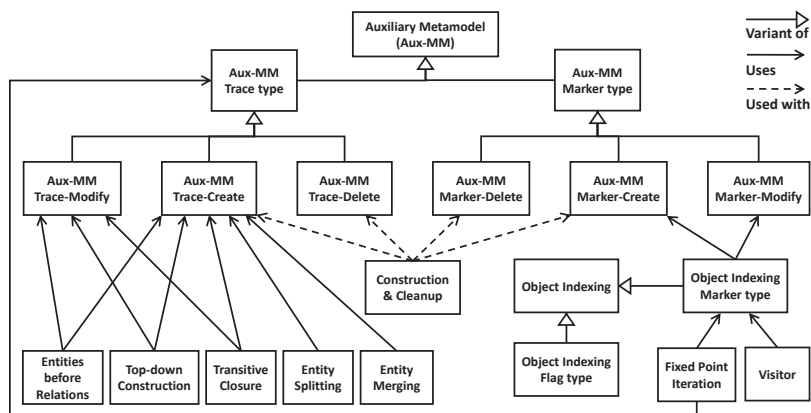 Auxiliary Metamodel
(Aux-MM)
Variant of
Uses
Used with
Aux-MM
Trace type
Aux-MM
Marker type
Aux-MM
Trace-Modify
Aux-MM
Trace-Create
Aux-MM
Trace-Delete
Aux-MM
Marker-Delete
Aux-MM
Marker-Create
Aux-MM
Marker-Modify
Construction
& Cleanup
Object Indexing
Object Indexing
Marker type
Entities
before
Relations
Top-down
Construction
Transitive
Closure
Entity
Splitting
Entity
Merging
Object Indexing
Flag type
Fixed Point
Iteration
Visitor